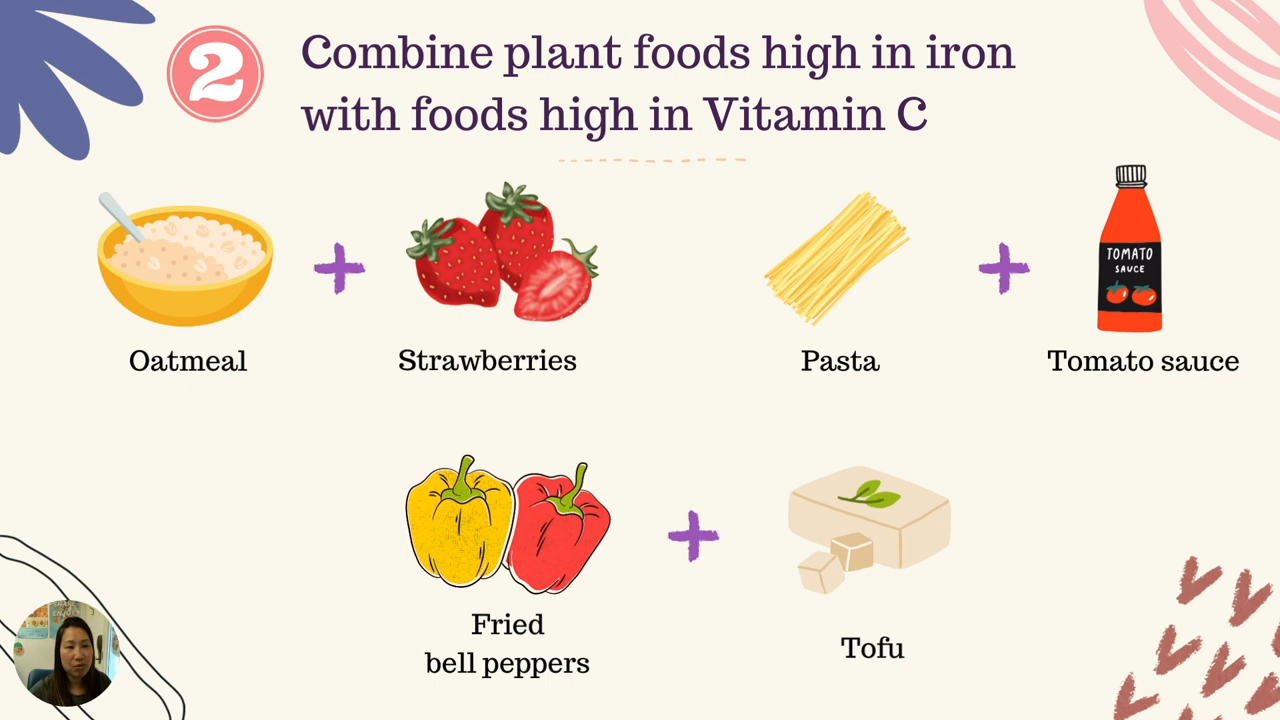 2
Combine plant foods high in iron
with foods high in Vitamin C
TOMATO
SAUCE
Oatmeal
Strawberries
Pasta
Tomato sauce
Fried
bell peppers
Tofu